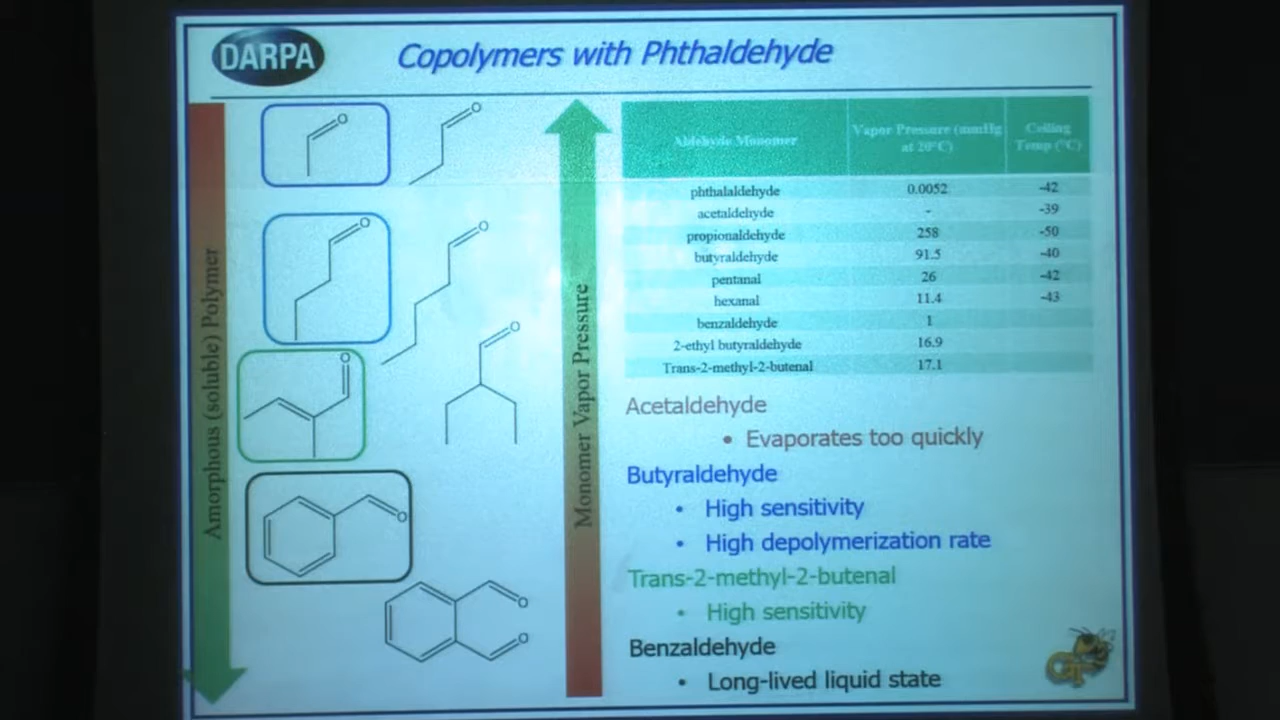 DARPA
Copolymers with Phthaldehyde
Amorphous (soluble) Polymer
O
O
O
O
O
O
O
O
O
Monomer Vapor Pressure
Aldehyde Monomer
Vapor Pressure (mmHg
at 20°C)
Ceiling
Temp (°C)
phthalaldehyde 0.0052 -42
acetaldehyde - -39
propionaldehyde 258 -50
butyraldehyde 91.5 -40
pentanal 26 -42
hexanal 11.4 -43
benzaldehyde 1
2-ethyl butyraldehyde 16.9
Trans-2-methyl-2-butenal 17.1
Acetaldehyde
• Evaporates too quickly
Butyraldehyde
• High sensitivity
• High depolymerization rate
Trans-2-methyl-2-butenal
• High sensitivity
Benzaldehyde
• Long-lived liquid state
GT